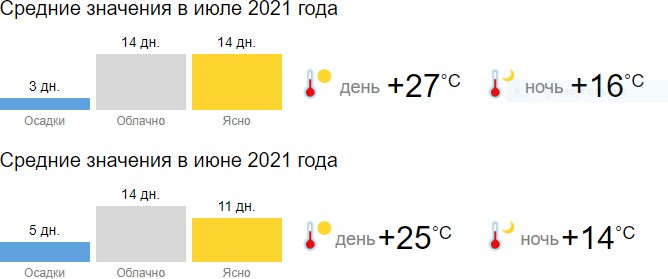 Средние значения в июле 2021 года
14 дн. 14 дн.
3 дн.
Осадки Облачно Ясно
день +27°C ночь +16°C
Средние значения в июне 2021 года
14 дн.
11 дн.
5 дн.
Осадки Облачно Ясно
день +25°C ночь +14°C